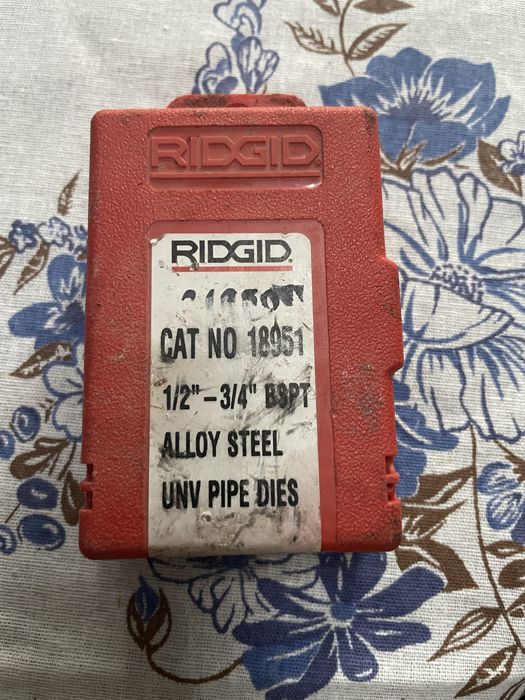 RIDGID
RIDGID
CAT NO 18951
1/2" - 3/4" BSPT
ALLOY STEEL
UNV PIPE DIES